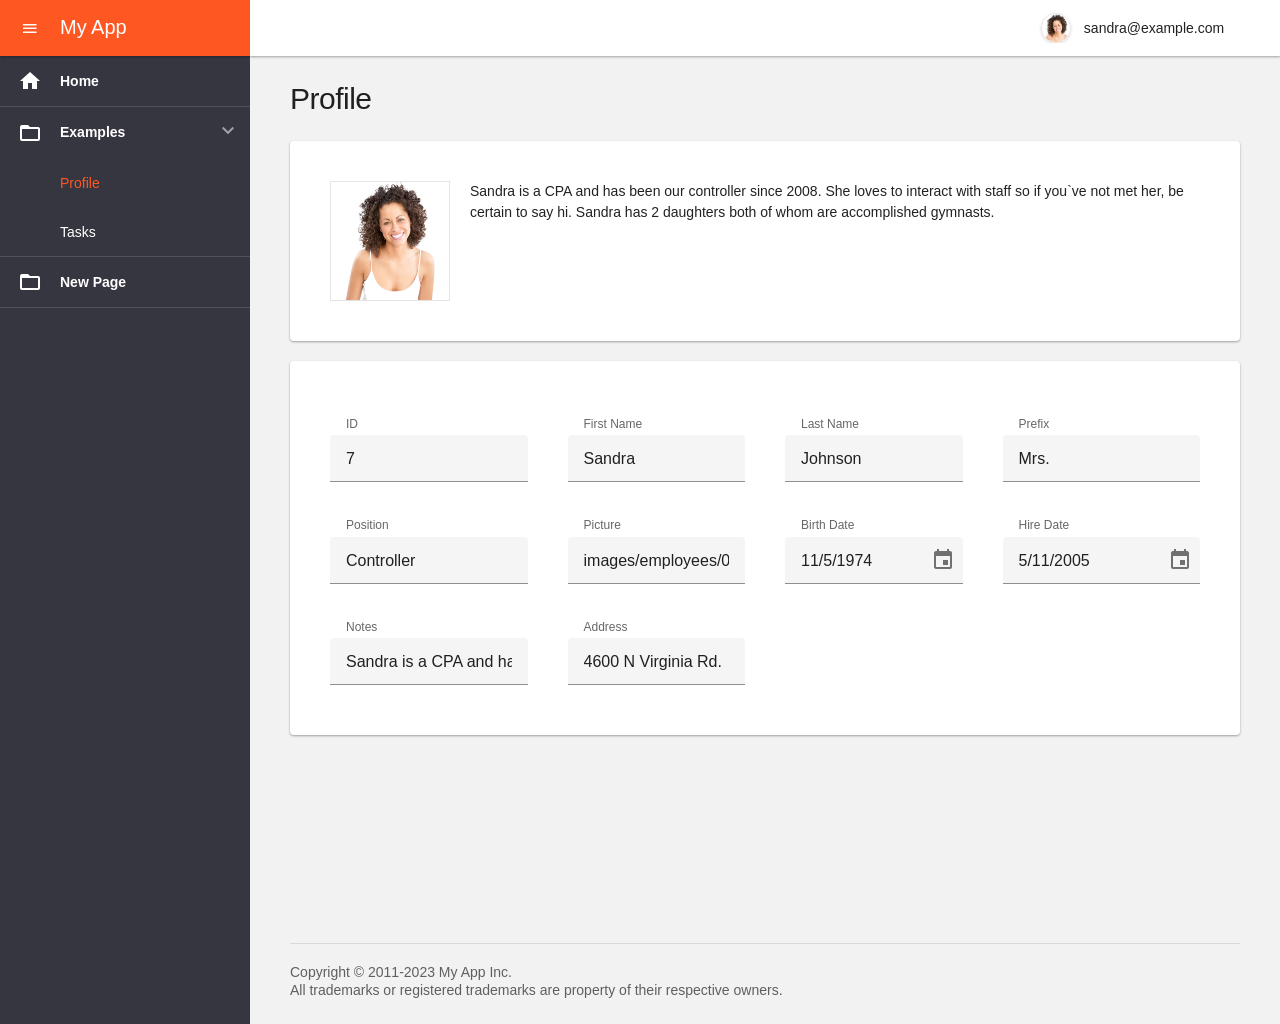 My App
sandra@example.com
Home
Examples
Profile
Tasks
New Page
Profile
Sandra is a CPA and has been our controller since 2008. She loves to interact with staff so if you`ve not met her, be
certain to say hi. Sandra has 2 daughters both of whom are accomplished gymnasts.
ID
First Name
Last Name
Prefix
7
Sandra
Johnson
Mrs.
Position
Picture
Birth Date
Hire Date
Controller
images/employees/0
11/5/1974
5/11/2005
Notes
Address
Sandra is a CPA and ha
4600 N Virginia Rd.
Copyright © 2011-2023 My App Inc.
All trademarks or registered trademarks are property of their respective owners.